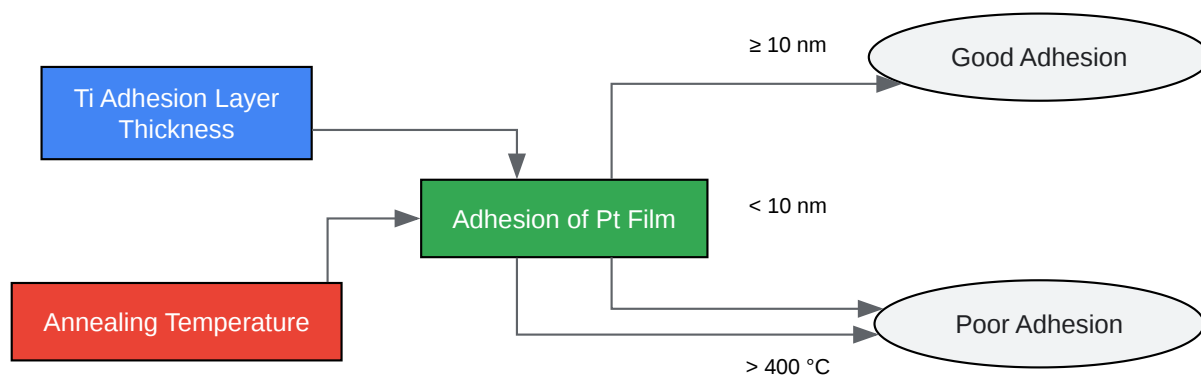 ≥ 10 nm
Good Adhesion
Ti Adhesion Layer
Thickness
Adhesion of Pt Film
< 10 nm
Annealing Temperature
Poor Adhesion
> 400 °C